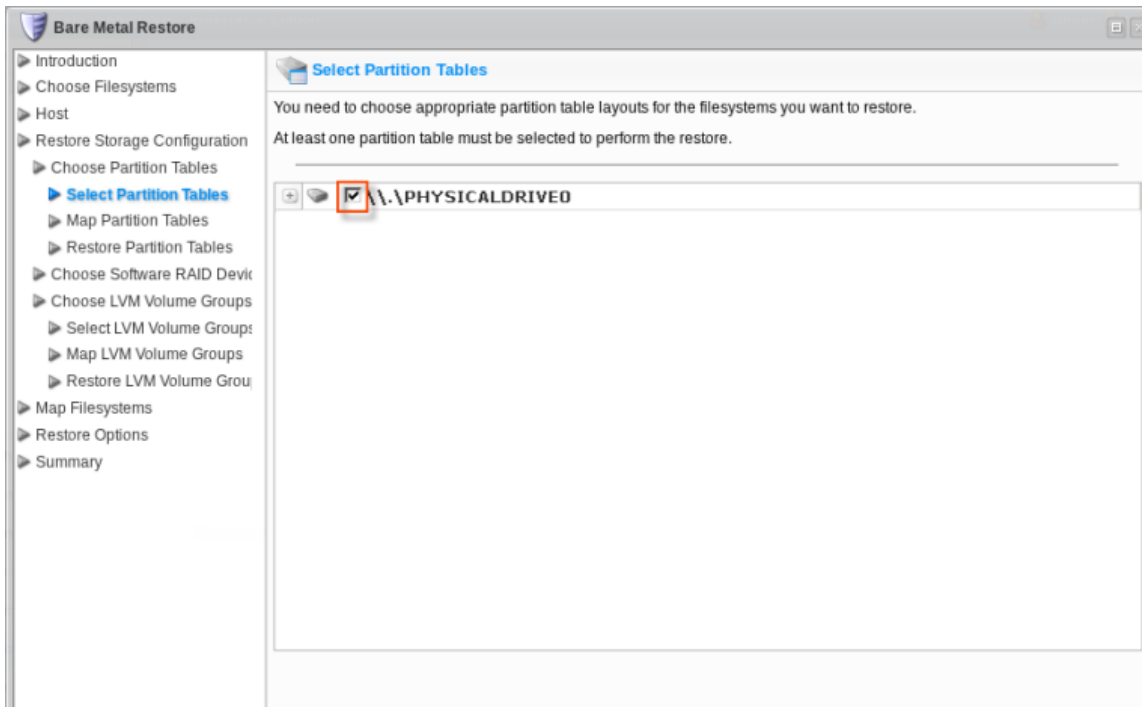 Bare Metal Restore
Introduction
Choose Filesystems
Host
Restore Storage Configuration
Choose Partition Tables
Select Partition Tables
Map Partition Tables
Restore Partition Tables
Choose Software RAID Devic
Choose LVM Volume Groups
Select LVM Volume Groups
Map LVM Volume Groups
Restore LVM Volume Grou
Map Filesystems
Restore Options
Summary
Select Partition Tables
You need to choose appropriate partition table layouts for the filesystems you want to restore.
At least one partition table must be selected to perform the restore.
\\.\PHYSICALDRIVE0